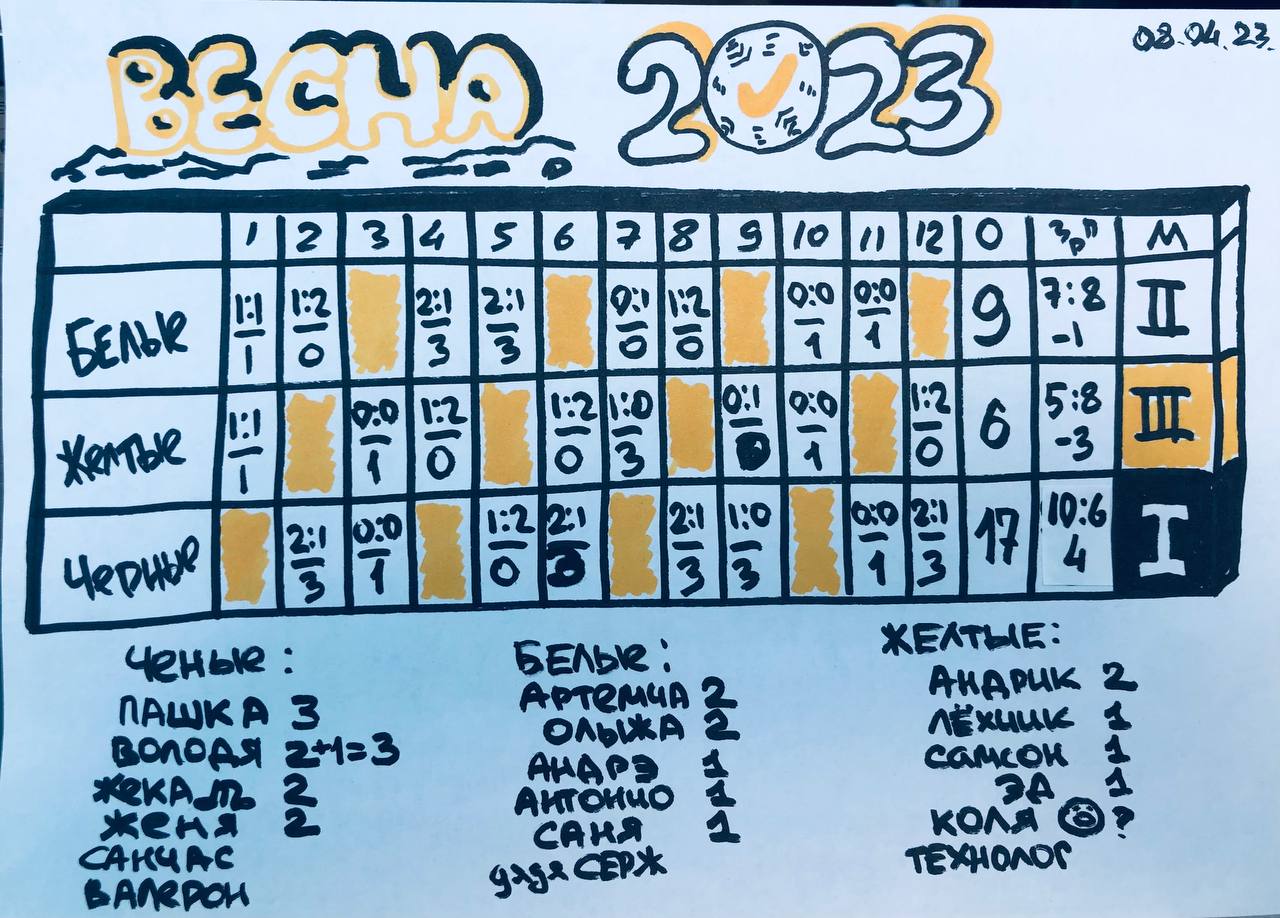 ВЕСНА 2023 08.04.23.
1 2 3 4 5 6 7 8 9 10 11 12 О З Р П М
БЕЛЫЕ 1:1/1 1:2/0 2:1/3 2:1/3 0:1/0 1:2/0 0:0/1 0:0/1 9 7:8 -1 II
ЖЕЛТЫЕ 1:1/1 0:0/1 1:2/0 1:2/0 1:0/3 0:1/0 0:0/1 1:2/0 6 5:8 -3 III
ЧЕРНЫЕ 2:1/3 0:0/1 1:2/0 2:1/3 2:1/3 1:0/3 0:0/1 2:1/3 17 10:6 4 I
ЧЕНЫЕ :
ПАШКА 3
ВОЛОДЯ 2+1=3
ЖЕКА 2
ЖЕНЯ 2
САНЧАС
ВАЛЕРОН
БЕЛЫЕ :
АРТЕМЧА 2
ОЛЫЖА 2
АНДРЭ 1
АНТОНИО 1
САНЯ 1
дядя СЕРЖ
ЖЕЛТЫЕ:
АНДРИК 2
ЛЁХЧИК 1
САМСОН 1
ЭД 1
КОЛЯ ?
ТЕХНОЛОГ